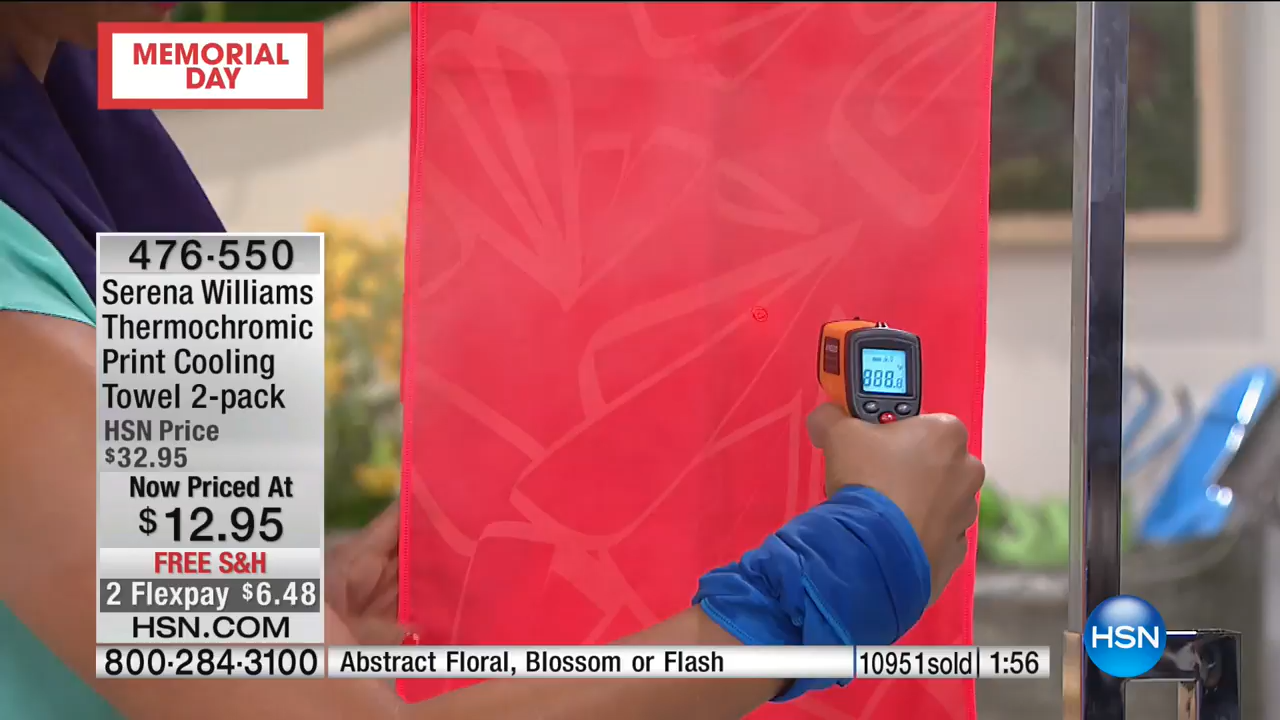 MEMORIAL
DAY
476·550
Serena Williams
Thermochromic
Print Cooling
Towel 2-pack
HSN Price
$32.95
Now Priced At
$12.95
FREE S&H
2 Flexpay $6.48
HSN.COM
800·284·3100
Abstract Floral, Blossom or Flash
10951sold
1:56
888.8
HSN